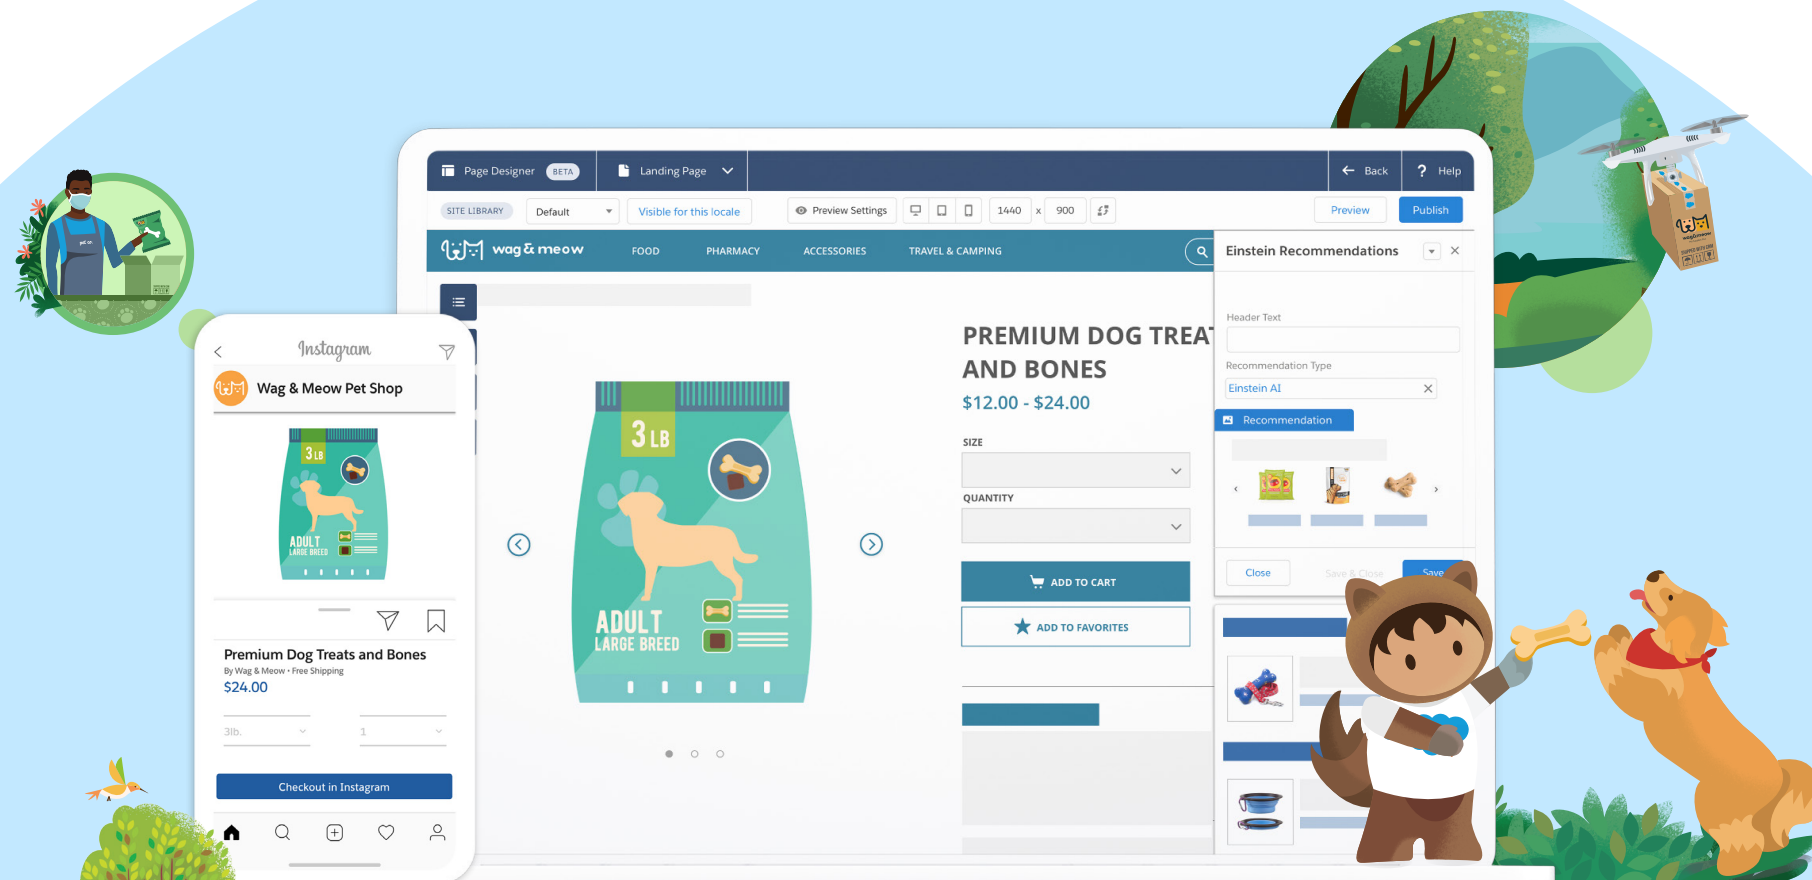 Page Designer BETA
Landing Page
Back
? Help
SITE LIBRARY
Default
Visible for this locale
Preview Settings
1440 x 900
Preview
Publish
wag & meow
FOOD
PHARMACY
ACCESSORIES
TRAVEL & CAMPING
PREMIUM DOG TREAT
AND BONES
$12.00 - $24.00
SIZE
QUANTITY
ADD TO CART
ADD TO FAVORITES
3 LB
ADULT
LARGE BREED
Einstein Recommendations
Header Text
Recommendation Type
Einstein AI
Recommendation
Close
Save & Close
Save
Instagram
Wag & Meow Pet Shop
3 LB
ADULT
LARGE BREED
Premium Dog Treats and Bones
By Wag & Meow • Free Shipping
$24.00
3lb.
1
Checkout in Instagram
wag&meow